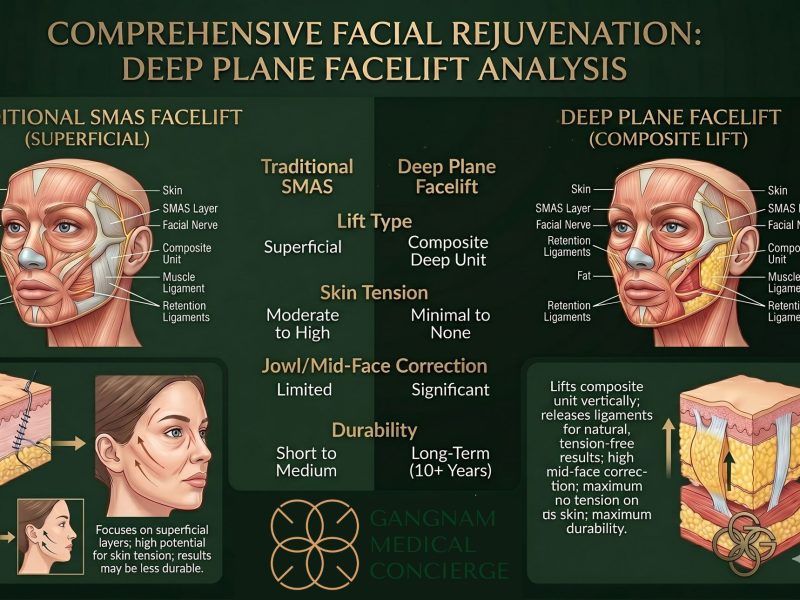 COMPREHENSIVE FACIAL REJUVENATION:
DEEP PLANE FACELIFT ANALYSIS
ITIONAL SMAS FACELIFT
(SUPERFICIAL)
Skin
SMAS Layer
Facial Nerve
Composite
Unit
Muscle
Ligament
Retention
Ligaments
Traditional
SMAS
Deep Plane
Facelift
Lift Type
Superficial
Composite
Deep Unit
Skin Tension
Moderate
to High
Minimal to
None
Jowl/Mid-Face Correction
Limited
Significant
Durability
Short to
Medium
Long-Term
(10+ Years)
DEEP PLANE FACELIFT
(COMPOSITE LIFT)
Skin
SMAS Layer
Facial Nerve
Retention
Ligaments
Fat
Retention
Ligaments
Skin
SMAS L
Facial N
Compo
Unit
Muscle
Ligame
Retenti
Ligame
Focuses on superficial
layers; high potential
for skin tension; results
may be less durable.
Lifts composite
unit vertically;
releases ligaments
for natural,
tension-free
results; high
mid-face correc-
tion; maximum
no tension on
skin; maximum
durability.
GANGNAM
MEDICAL
CONCIERGE